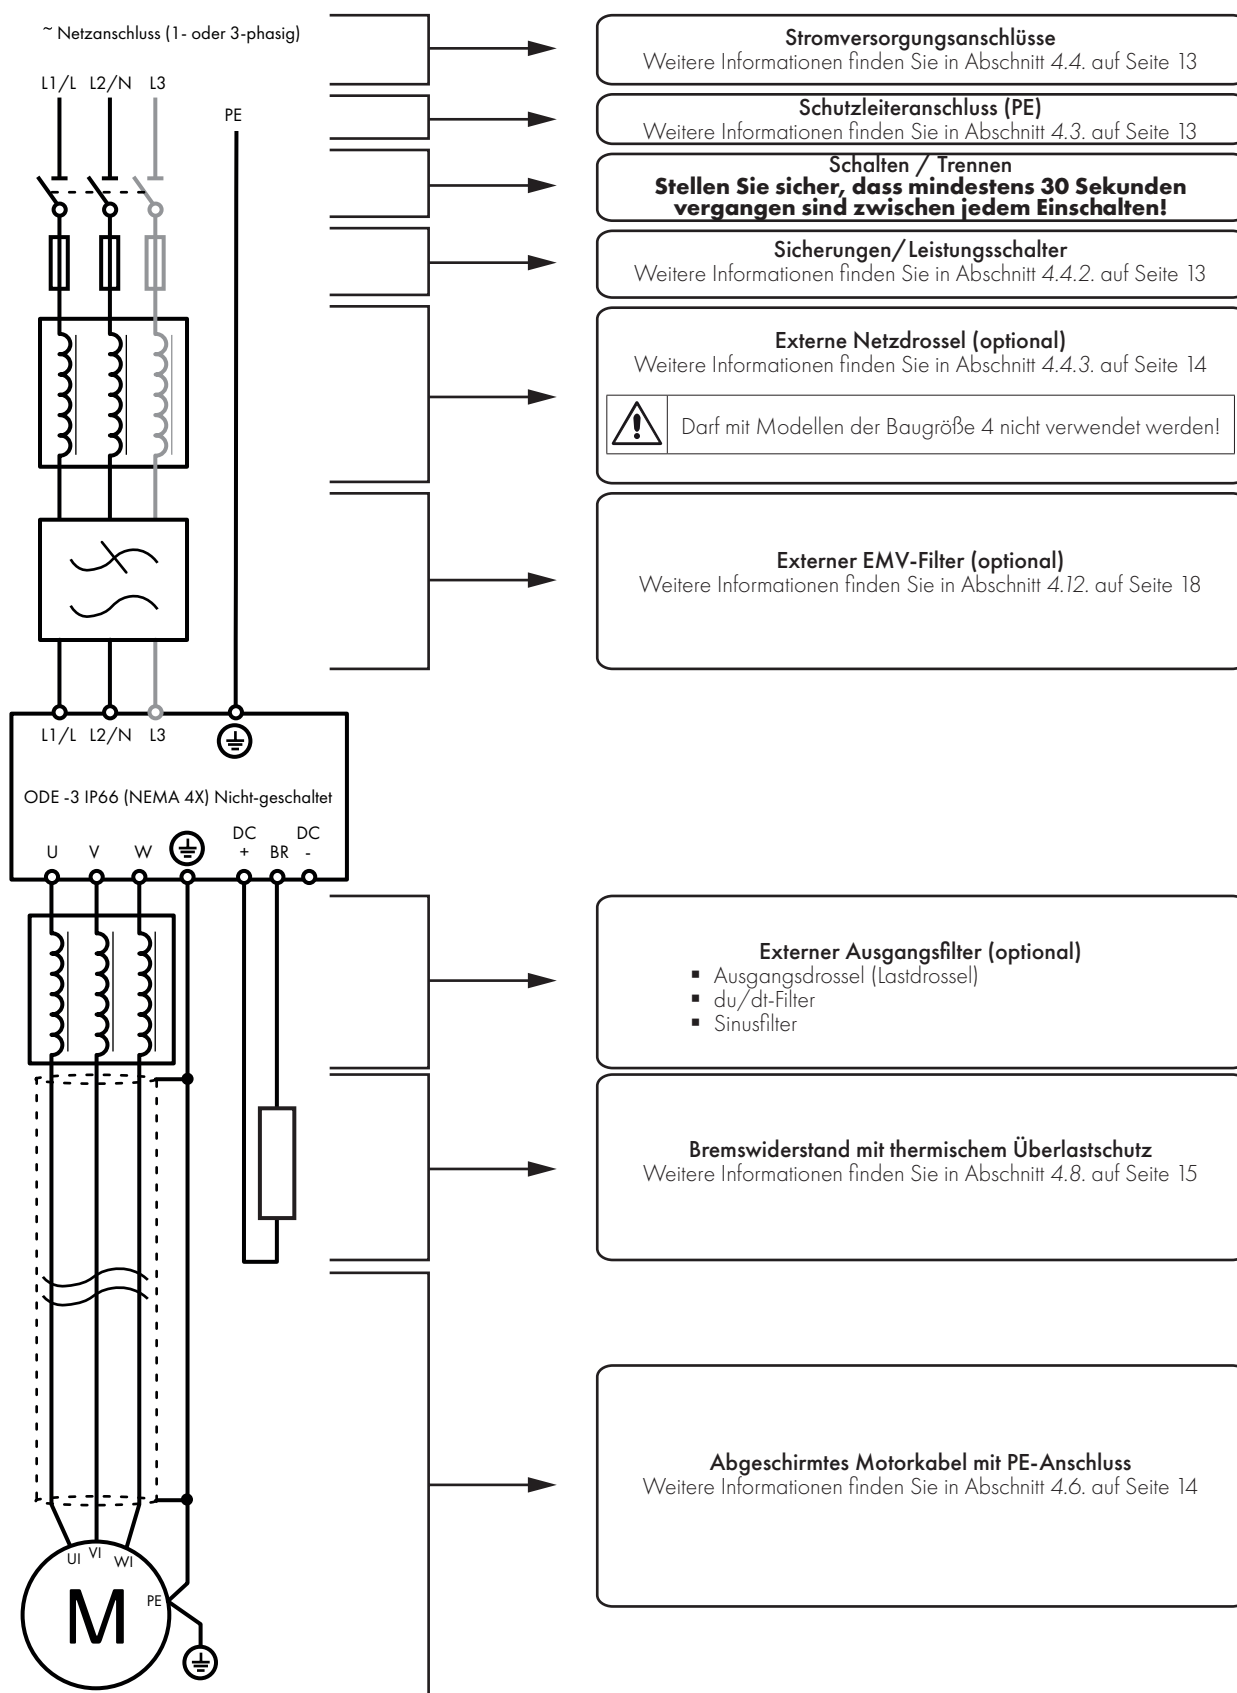 ~ Netzanschluss (1- oder 3-phasig)
L1/L L2/N L3
PE
Stromversorgungsanschlüsse
Weitere Informationen finden Sie in Abschnitt 4.4. auf Seite 13
Schutzleiteranschluss (PE)
Weitere Informationen finden Sie in Abschnitt 4.3. auf Seite 13
Schalten / Trennen
Stellen Sie sicher, dass mindestens 30 Sekunden
vergangen sind zwischen jedem Einschalten!
Sicherungen/Leistungsschalter
Weitere Informationen finden Sie in Abschnitt 4.4.2. auf Seite 13
Externe Netzdrossel (optional)
Weitere Informationen finden Sie in Abschnitt 4.4.3. auf Seite 14
Darf mit Modellen der Baugröße 4 nicht verwendet werden!
Externer EMV-Filter (optional)
Weitere Informationen finden Sie in Abschnitt 4.12. auf Seite 18
L1/L L2/N L3
ODE -3 IP66 (NEMA 4X) Nicht-geschaltet
U V W DC + BR DC -
Externer Ausgangsfilter (optional)
▪ Ausgangsdrossel (Lastdrossel)
▪ du/dt-Filter
▪ Sinusfilter
Bremswiderstand mit thermischem Überlastschutz
Weitere Informationen finden Sie in Abschnitt 4.8. auf Seite 15
Abgeschirmtes Motorkabel mit PE-Anschluss
Weitere Informationen finden Sie in Abschnitt 4.6. auf Seite 14
UI VI WI
M
PE